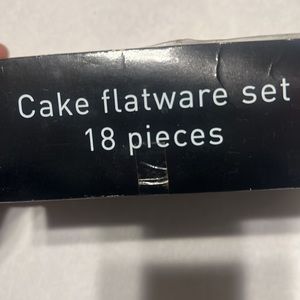 Cake flatware set
18 pieces